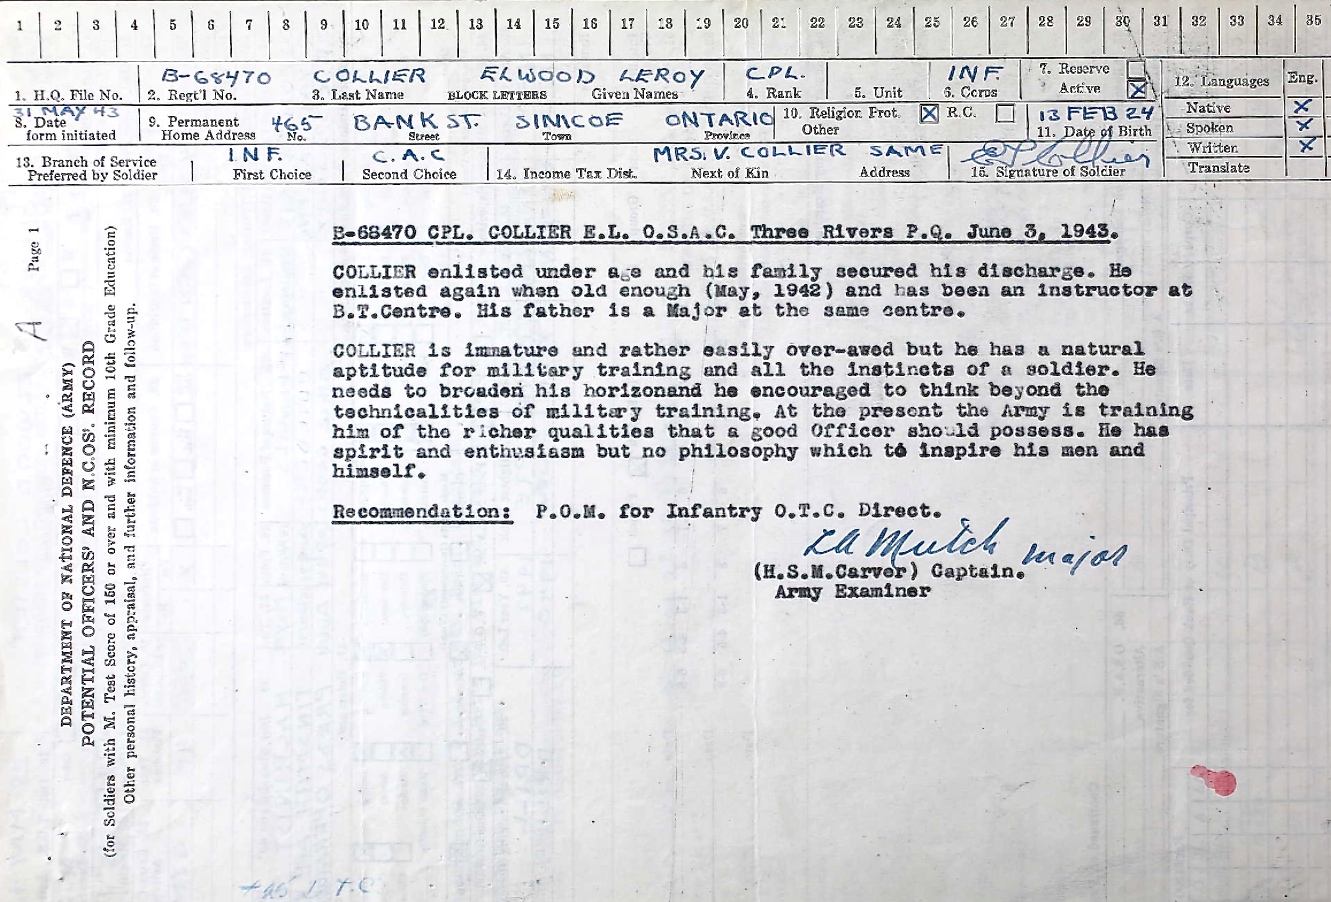 1 2 3 4 5 6 7 8 9 10 11 12 13 14 15 16 17 18 19 20 21 22 23 24 25 26 27 28 29 30 31 32 33 34 35
B-68470 COLLIER ELWOOD LEROY CPL. INF. 7. Reserve
Active X 12. Languages Eng.
1. H.Q. File No. 2. Regt'l No. 3. Last Name BLOCK LETTERS Given Names 4. Rank 5. Unit 6. Corps
31 MAY 43 465 BANK ST. SIMCOE ONTARIO 10. Religion Prot. X R.C. 13 FEB 24 Native X
8. Date form initiated 9. Permanent Home Address No. Street Town Province Other 11. Date of Birth Spoken X
INF. C.A.C MRS. V. COLLIER SAME E L Collier Written X
13. Branch of Service Preferred by Soldier First Choice Second Choice 14. Income Tax Dist. Next of Kin Address 15. Signature of Soldier Translate
Page 1
A
DEPARTMENT OF NATIONAL DEFENCE (ARMY)
POTENTIAL OFFICERS' AND N.C.OS'. RECORD
(for Soldiers with M. Test Score of 150 or over and with minimum 10th Grade Education)
Other personal history, appraisal, and further information and follow-up.
B-68470 CPL. COLLIER E.L. O.S.A.C. Three Rivers P.Q. June 3, 1943.
COLLIER enlisted under age and his family secured his discharge. He
enlisted again when old enough (May, 1942) and has been an instructor at
B.T.Centre. His father is a Major at the same centre.
COLLIER is immature and rather easily over-awed but he has a natural
aptitude for military training and all the instincts of a soldier. He
needs to broaden his horizonand he encouraged to think beyond the
technicalities of military training. At the present the Army is training
him of the richer qualities that a good Officer should possess. He has
spirit and enthusiasm but no philosophy which to inspire his men and
himself.
Recommendation: P.O.M. for Infantry O.T.C. Direct.
LA Mutch major
(H.S.M.Carver) Captain.
Army Examiner